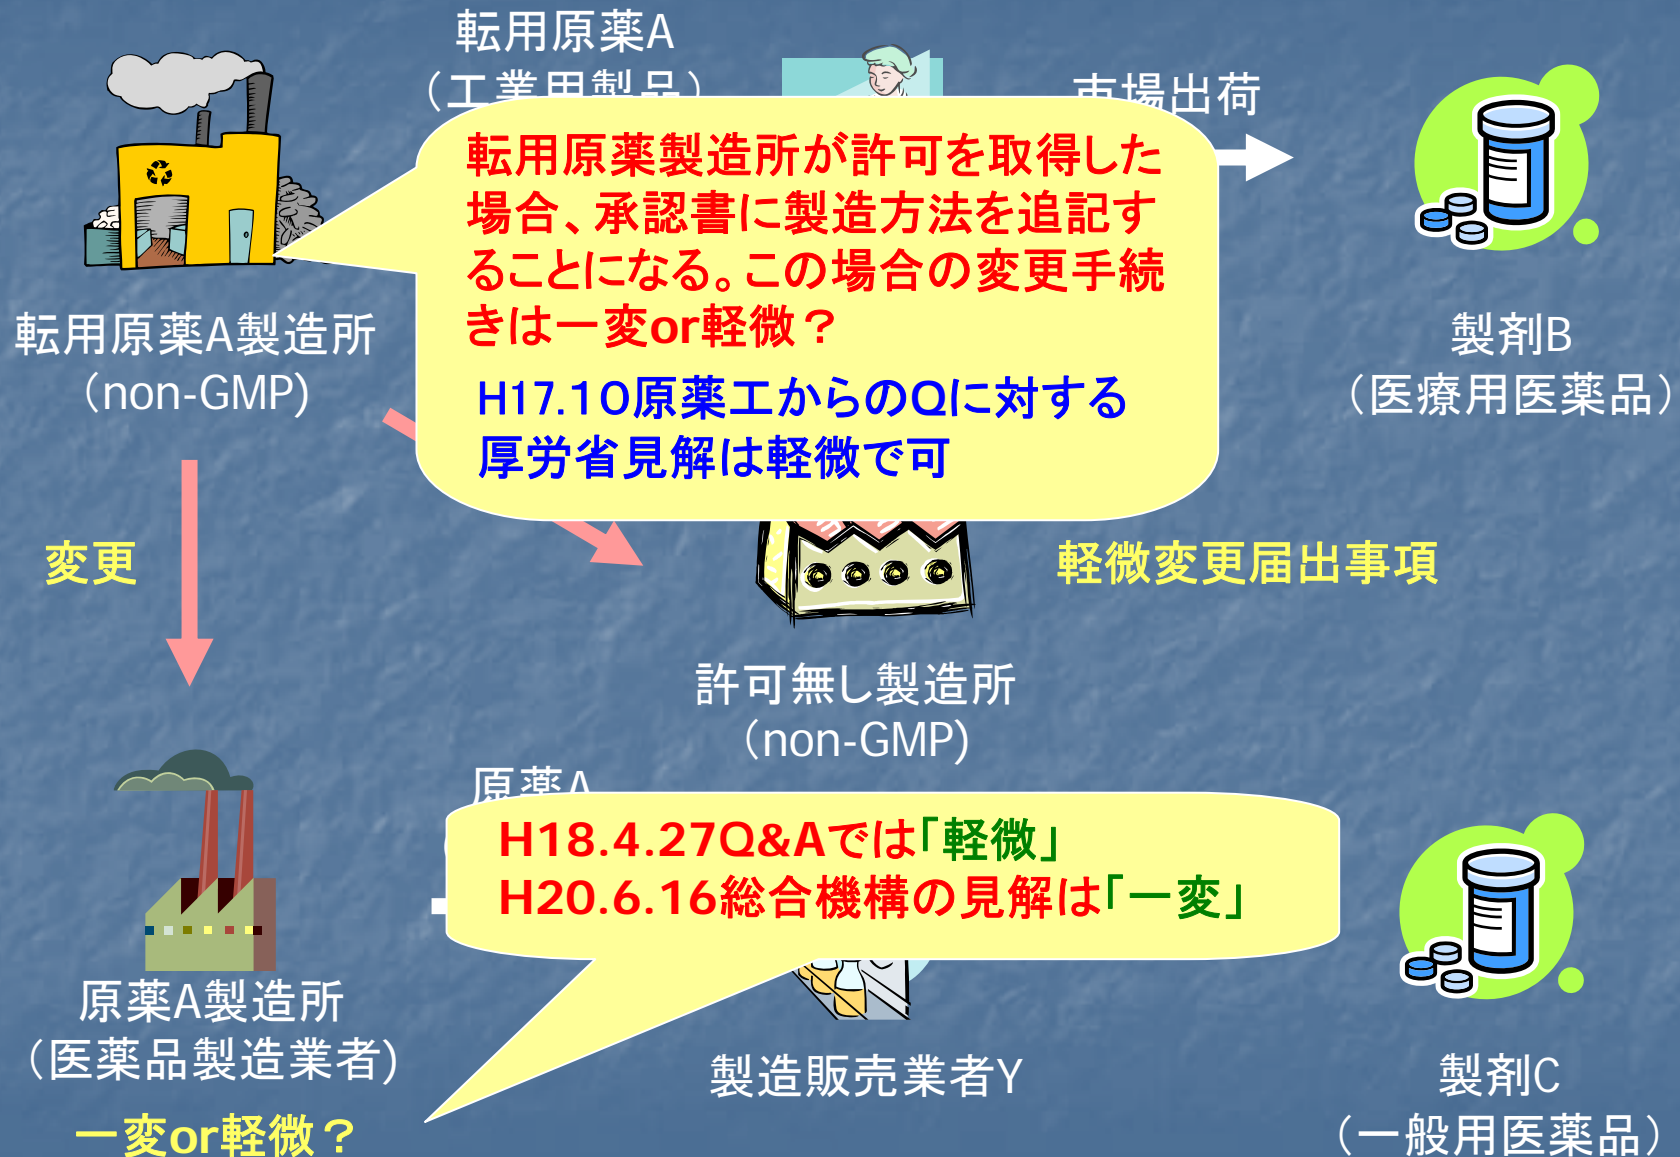 転用原薬A
（工業用製品）
市場出荷
転用原薬製造所が許可を取得した
場合、承認書に製造方法を追記す
ることになる。この場合の変更手続
きは一変or軽微？
H17.10原薬工からのQに対する
厚労省見解は軽微で可
転用原薬A製造所
（non-GMP)
製剤B
（医療用医薬品）
変更
軽微変更届出事項
許可無し製造所
（non-GMP)
原薬A
H18.4.27Q&Aでは「軽微」
H20.6.16総合機構の見解は「一変」
原薬A製造所
（医薬品製造業者)
一変or軽微？
製造販売業者Y
製剤C
（一般用医薬品）